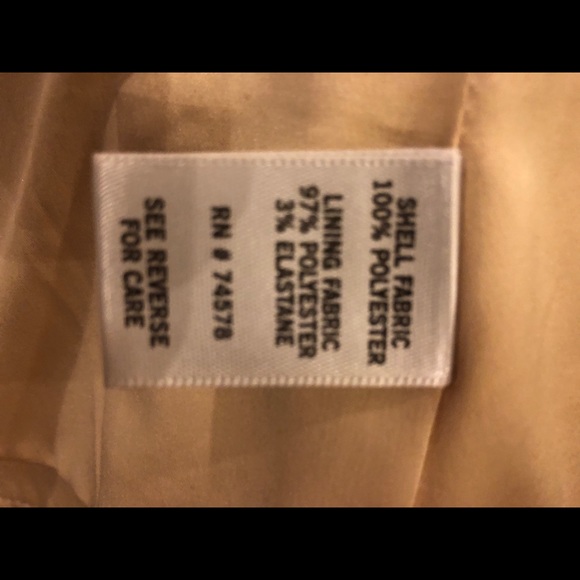 SHELL FABRIC
100% POLYESTER
LINING FABRIC
97% POLYESTER
3% ELASTANE
RN # 74578
SEE REVERSE
FOR CARE